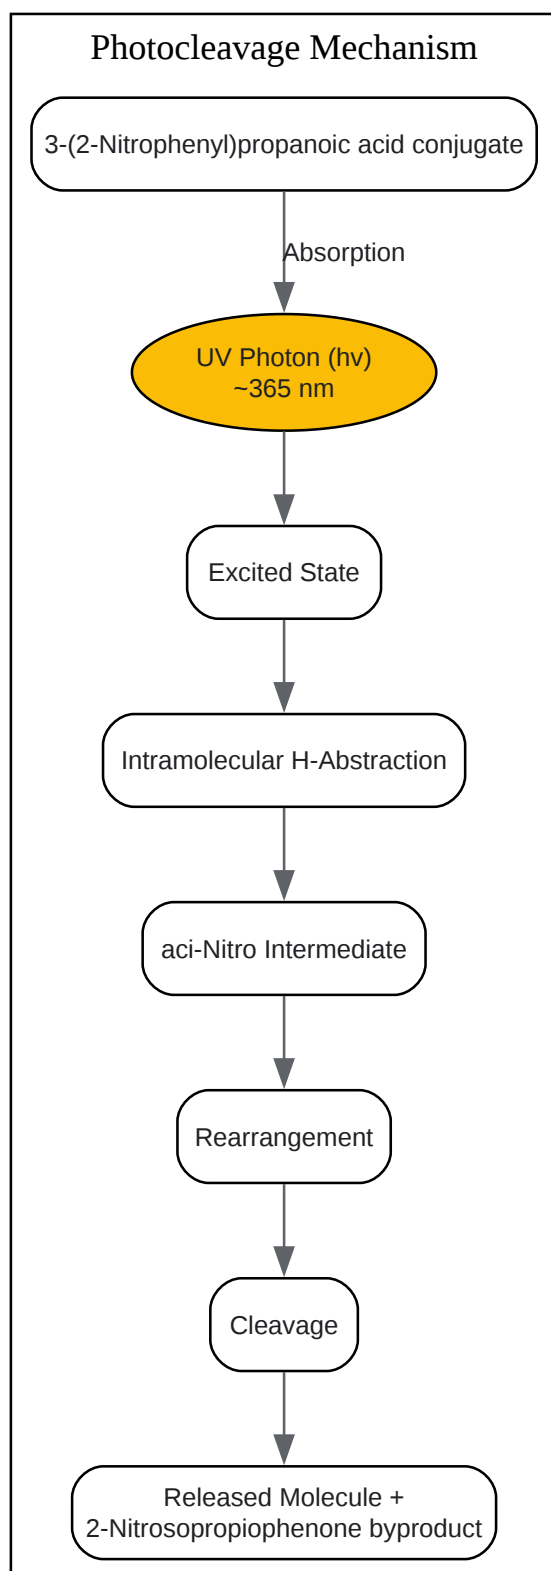 Photocleavage Mechanism
3-(2-Nitrophenyl)propanoic acid conjugate
Absorption
UV Photon (hv)
~365 nm
Excited State
Intramolecular H-Abstraction
aci-Nitro Intermediate
Rearrangement
Cleavage
Released Molecule +
2-Nitrosopropiophenone byproduct